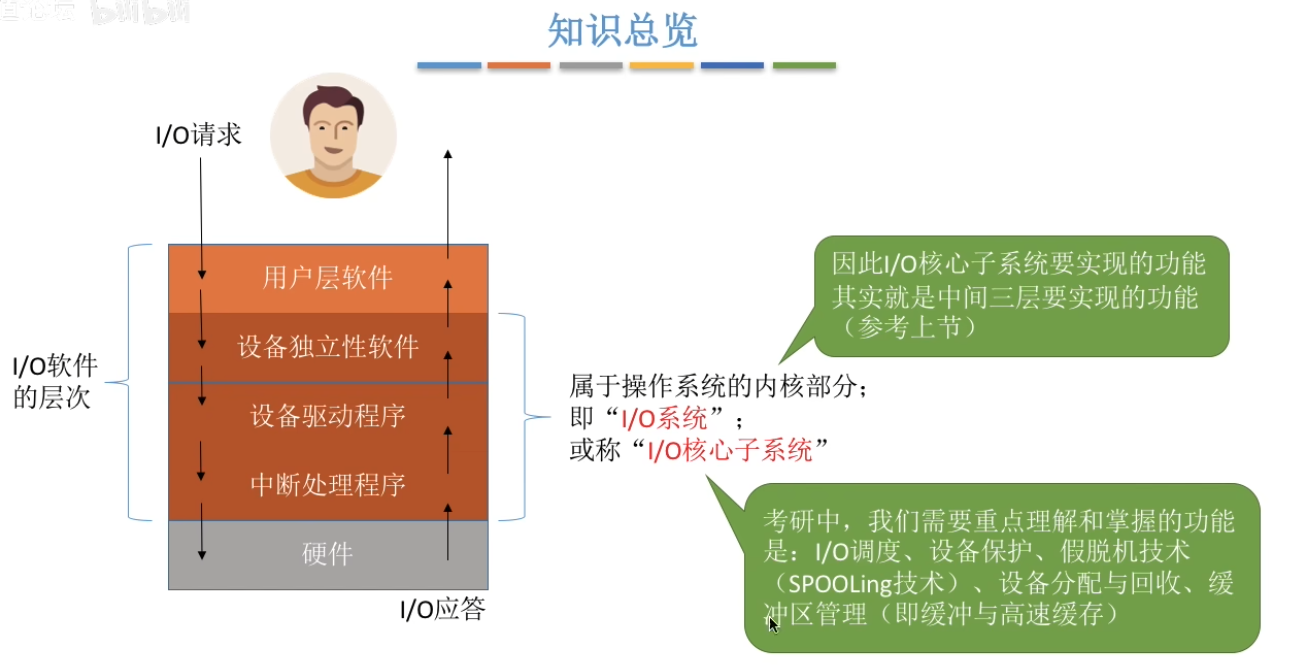 知识总览
I/O请求
用户层软件
设备独立性软件
设备驱动程序
中断处理程序
硬件
I/O应答
I/O软件
的层次
因此I/O核心子系统要实现的功能
其实就是中间三层要实现的功能
（参考上节）
属于操作系统的内核部分；
即“I/O系统”；
或称“I/O核心子系统”
考研中，我们需要重点理解和掌握的功能
是：I/O调度、设备保护、假脱机技术
（SPOOLing技术）、设备分配与回收、缓
冲区管理（即缓冲与高速缓存）